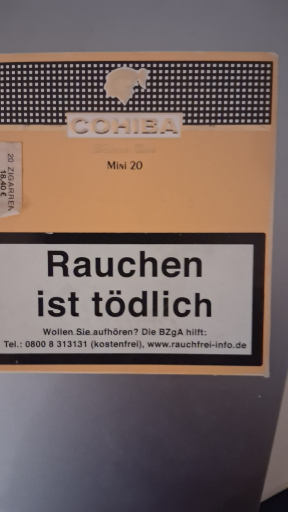 COHIBA
Mini 20
20 ZIGARREN
18,40 €
Rauchen
ist tödlich
Wollen Sie aufhören? Die BZgA hilft:
Tel.: 0800 8 313131 (kostenfrei), www.rauchfrei-info.de